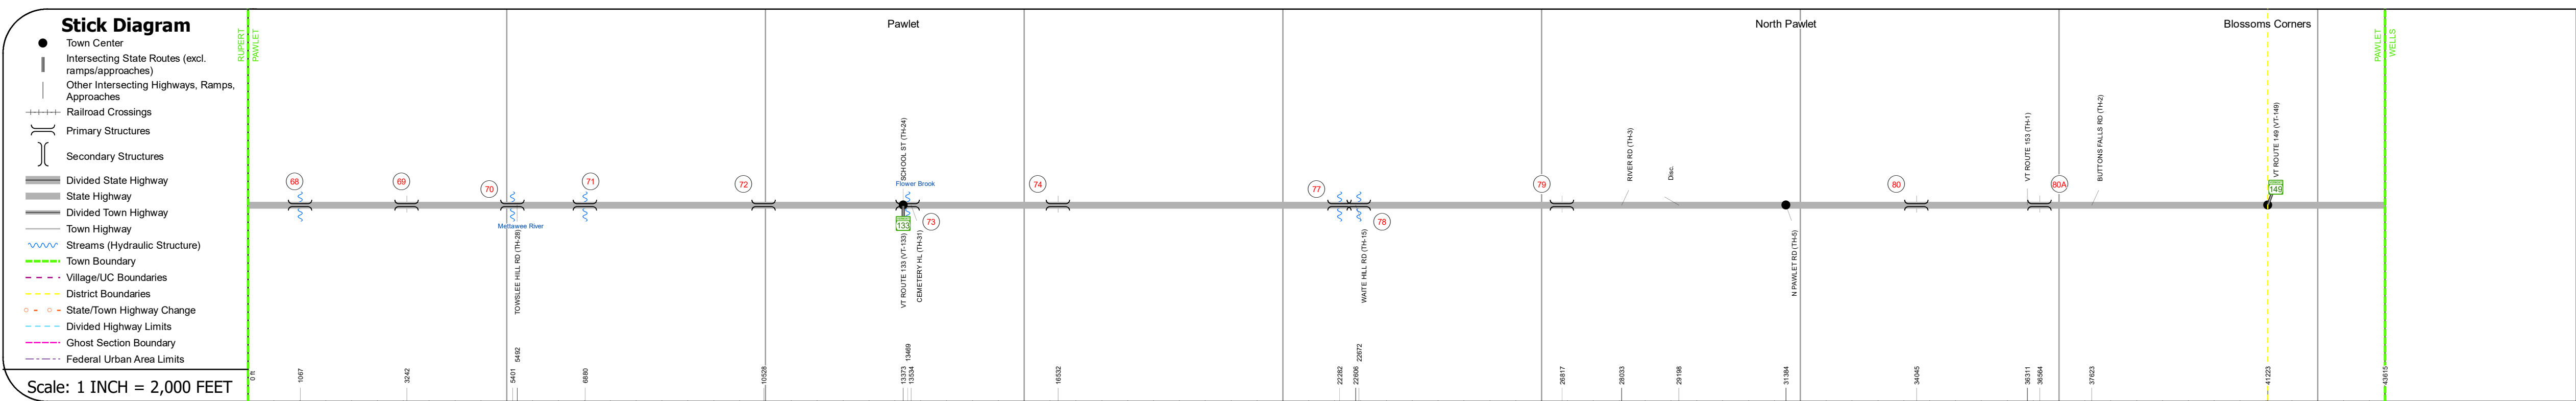 Stick Diagram
Town Center
Intersecting State Routes (excl.
ramps/approaches)
Other Intersecting Highways, Ramps,
Approaches
Railroad Crossings
Primary Structures
Secondary Structures
Divided State Highway
State Highway
Divided Town Highway
Town Highway
Streams (Hydraulic Structure)
Town Boundary
Village/UC Boundaries
District Boundaries
State/Town Highway Change
Divided Highway Limits
Ghost Section Boundary
Federal Urban Area Limits
Scale: 1 INCH = 2,000 FEET
RUPERT
PAWLET
Pawlet
North Pawlet
Blossoms Corners
PAWLET
WELLS
68
69
70
71
72
73
74
77
78
79
80
80A
Mettawee River
TOWSLEE HILL RD (TH-28)
SCHOOL ST (TH-24)
Flower Brook
133
VT ROUTE 133 (VT-133)
CEMETERY HL (TH-31)
WAITE HILL RD (TH-15)
RIVER RD (TH-3)
Disc.
N PAWLET RD (TH-5)
VT ROUTE 153 (TH-1)
BUTTONS FALLS RD (TH-2)
VT ROUTE 149 (VT-149)
149
0 ft
1067
3242
5401
5492
6880
10528
13373
13469
13534
16532
22282
22606
22672
26817
28033
29198
31384
34045
36311
36564
37623
41223
43615